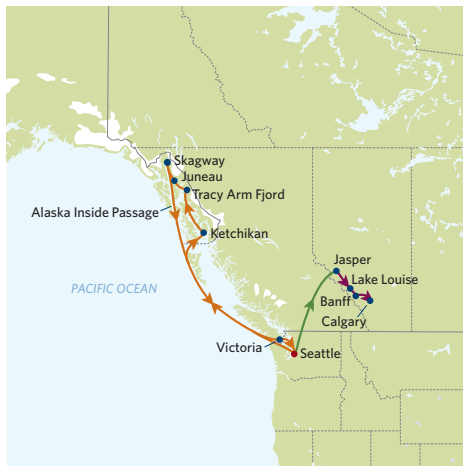 Skagway
Juneau
Tracy Arm Fjord
Alaska Inside Passage
Ketchikan
Jasper
Lake Louise
PACIFIC OCEAN
Banff
Calgary
Victoria
Seattle